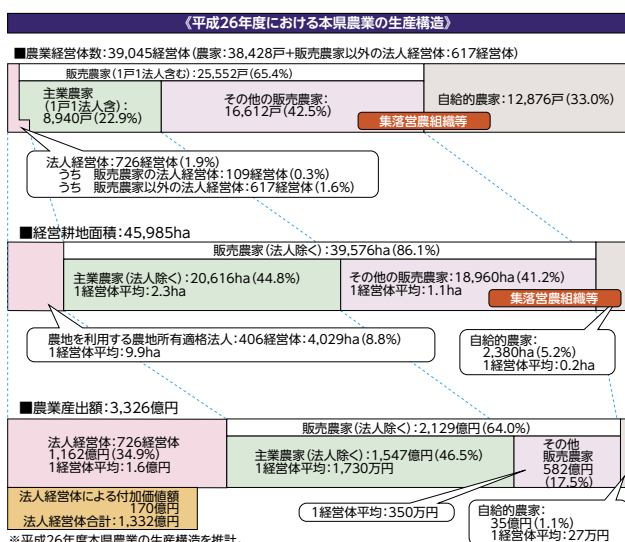 《平成26年度における本県農業の生産構造》
■農業経営体数:39,045経営体(農家:38,428戸+販売農家以外の法人経営体:617経営体)
販売農家(1戸1法人含む):25,552戸(65.4%)
主業農家
(1戸1法人含):
8,940戸(22.9%)
その他の販売農家:
16,612戸(42.5%)
自給的農家:12,876戸(33.0%)
集落営農組織等
法人経営体:726経営体(1.9%)
うち 販売農家の法人経営体:109経営体(0.3%)
うち 販売農家以外の法人経営体:617経営体(1.6%)
■経営耕地面積:45,985ha
販売農家(法人除く):39,576ha(86.1%)
主業農家(法人除く):20,616ha(44.8%)
1経営体平均:2.3ha
その他の販売農家:18,960ha(41.2%)
1経営体平均:1.1ha
集落営農組織等
農地を利用する農地所有適格法人:406経営体:4,029ha(8.8%)
1経営体平均:9.9ha
自給的農家:
2,380ha(5.2%)
1経営体平均:0.2ha
■農業産出額:3,326億円
販売農家(法人除く):2,129億円(64.0%)
法人経営体:726経営体
1,162億円(34.9%)
1経営体平均:1.6億円
主業農家(法人除く):1,547億円(46.5%)
1経営体平均:1,730万円
その他
販売農家
582億円
(17.5%)
法人経営体による付加価値額
170億円
法人経営体合計:1,332億円
1経営体平均:350万円
自給的農家:
35億円(1.1%)
1経営体平均:27万円
※平成26年度本県農業の生産構造を推計。